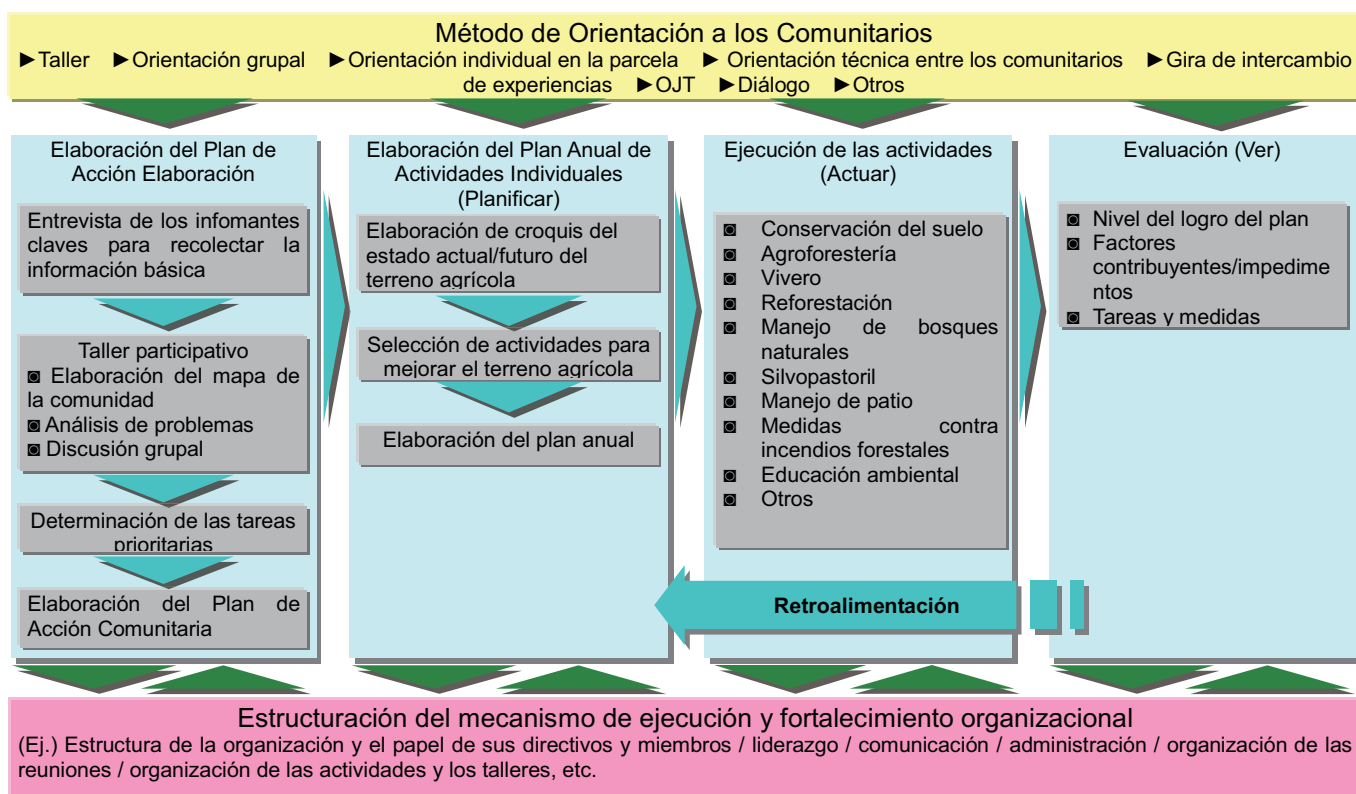 Método de Orientación a los Comunitarios
►Taller ►Orientación grupal ►Orientación individual en la parcela ► Orientación técnica entre los comunitarios ►Gira de intercambio
de experiencias ►OJT ►Diálogo ►Otros
Elaboración del Plan de
Acción Elaboración
Entrevista de los infomantes
claves para recolectar la
información básica
Taller participativo
◙ Elaboración del mapa de
la comunidad
◙ Análisis de problemas
◙ Discusión grupal
Determinación de las tareas
prioritarias
Elaboración del Plan de
Acción Comunitaria
Elaboración del Plan Anual de
Actividades Individuales
(Planificar)
Elaboración de croquis del
estado actual/futuro del
terreno agrícola
Selección de actividades para
mejorar el terreno agrícola
Elaboración del plan anual
Ejecución de las actividades
(Actuar)
◙ Conservación del suelo
◙ Agroforestería
◙ Vivero
◙ Reforestación
◙ Manejo de bosques
naturales
◙ Silvopastoril
◙ Manejo de patio
◙ Medidas contra
incendios forestales
◙ Educación ambiental
◙ Otros
Evaluación (Ver)
◙ Nivel del logro del plan
◙ Factores
contribuyentes/impedime
ntos
◙ Tareas y medidas
Retroalimentación
Estructuración del mecanismo de ejecución y fortalecimiento organizacional
(Ej.) Estructura de la organización y el papel de sus directivos y miembros / liderazgo / comunicación / administración / organización de las
reuniones / organización de las actividades y los talleres, etc.